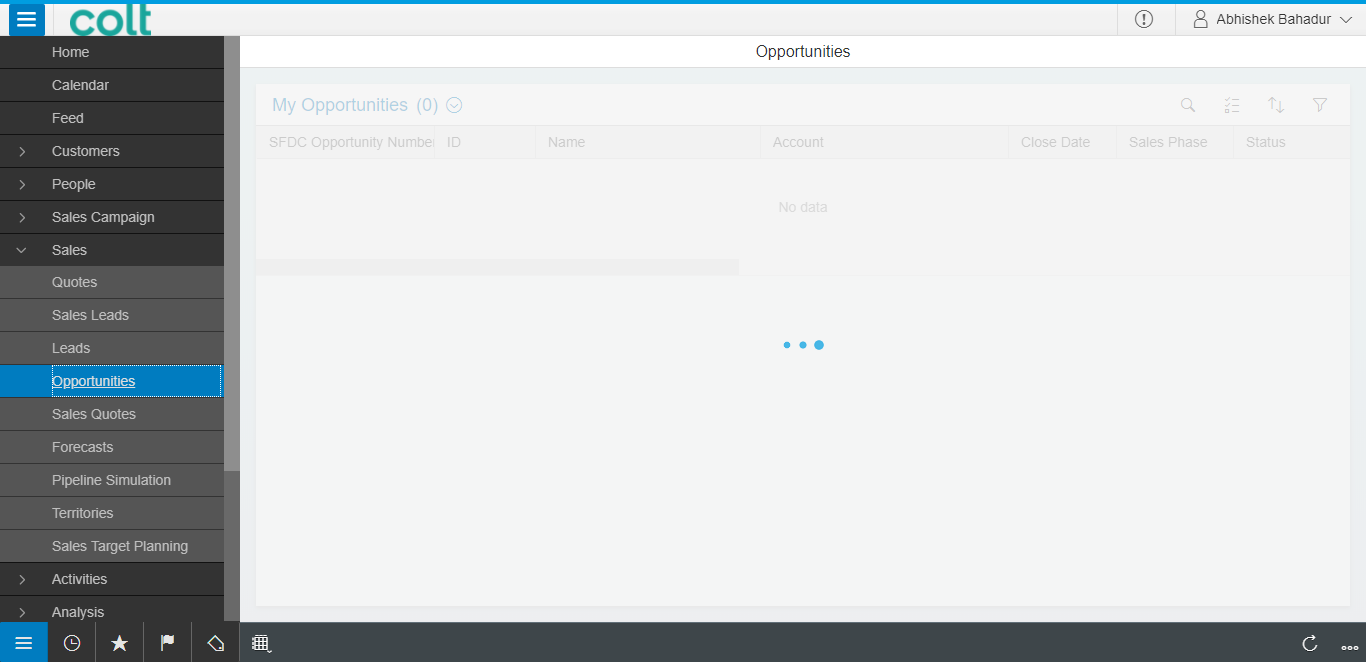 colt
Abhishek Bahadur
Home
Calendar
Feed
Customers
People
Sales Campaign
Sales
Quotes
Sales Leads
Leads
Opportunities
Sales Quotes
Forecasts
Pipeline Simulation
Territories
Sales Target Planning
Activities
Analysis
Opportunities
My Opportunities (0)
SFDC Opportunity Number ID Name Account Close Date Sales Phase Status
No data